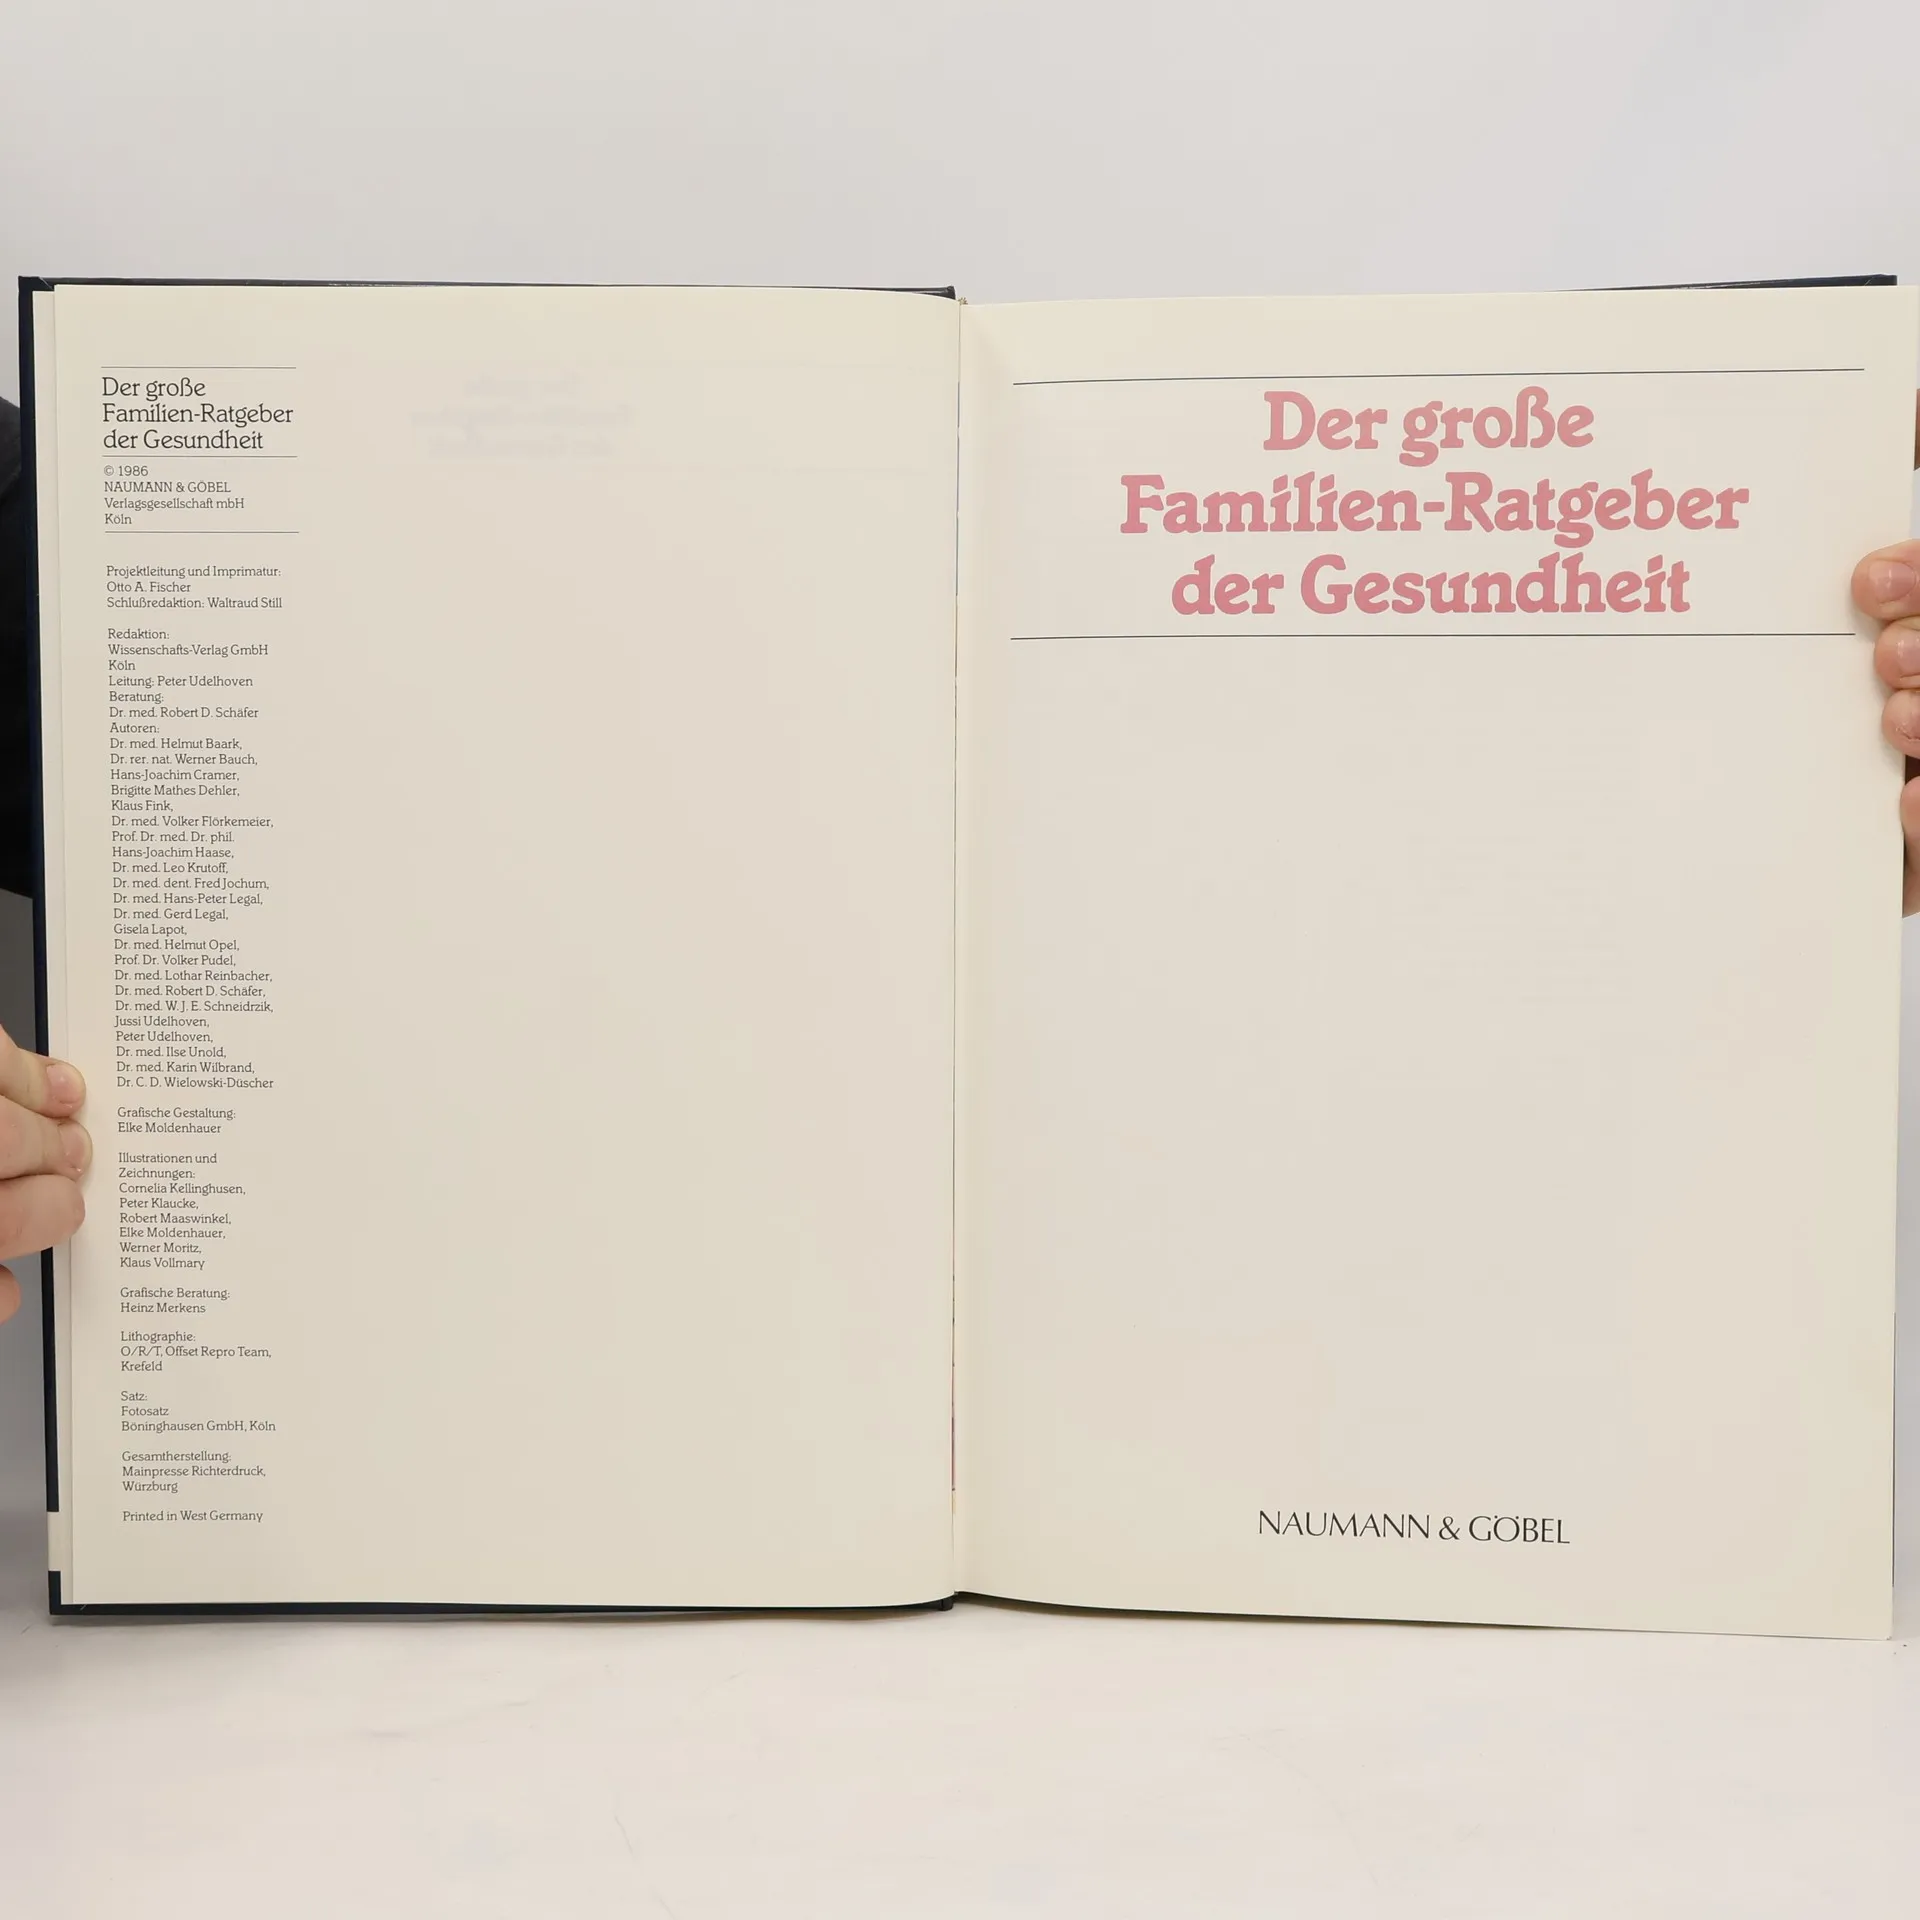 Der große
Familien-Ratgeber
der Gesundheit
© 1986
NAUMANN & GÖBEL
Verlagsgesellschaft mbH
Köln
Projektleitung und Imprimatur:
Otto A. Fischer
Schlußredaktion: Waltraud Still
Redaktion:
Wissenschafts-Verlag GmbH
Köln
Leitung: Peter Udelhoven
Beratung:
Dr. med. Robert D. Schäfer
Autoren:
Dr. med. Helmut Baark,
Dr. rer. nat. Werner Bauch,
Hans-Joachim Cramer,
Brigitte Mathes Dehler,
Klaus Fink,
Dr. med. Volker Flörkemeier,
Prof. Dr. med. Dr. phil.
Hans-Joachim Haase,
Dr. med. Leo Krutoff,
Dr. med. dent. Fred Jochum,
Dr. med. Hans-Peter Legal,
Dr. med. Gerd Legal,
Gisela Lapot,
Dr. med. Helmut Opel,
Prof. Dr. Volker Pudel,
Dr. med. Lothar Reinbacher,
Dr. med. Robert D. Schäfer,
Dr. med. W. J. E. Schneidrzik,
Jussi Udelhoven,
Peter Udelhoven,
Dr. med. Ilse Unold,
Dr. med. Karin Wilbrand,
Dr. C. D. Wielowski-Düscher
Grafische Gestaltung:
Elke Moldenhauer
Illustrationen und
Zeichnungen:
Cornelia Kellinghusen,
Peter Klaucke,
Robert Maaswinkel,
Elke Moldenhauer,
Werner Moritz,
Klaus Vollmary
Grafische Beratung:
Heinz Merkens
Lithographie:
O/R/T, Offset Repro Team,
Krefeld
Satz:
Fotosatz
Böninghausen GmbH, Köln
Gesamtherstellung:
Mainpresse Richterdruck,
Würzburg
Printed in West Germany
Der große
Familien-Ratgeber
der Gesundheit
NAUMANN & GÖBEL